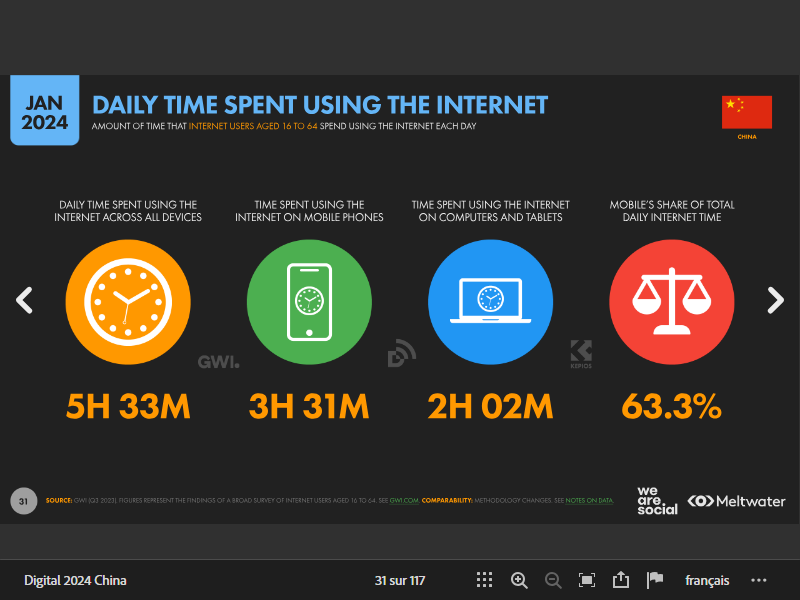 JAN
2024
DAILY TIME SPENT USING THE INTERNET
AMOUNT OF TIME THAT INTERNET USERS AGED 16 TO 64 SPEND USING THE INTERNET EACH DAY
CHINA
DAILY TIME SPENT USING THE
INTERNET ACROSS ALL DEVICES
TIME SPENT USING THE
INTERNET ON MOBILE PHONES
TIME SPENT USING THE INTERNET
ON COMPUTERS AND TABLETS
MOBILE'S SHARE OF TOTAL
DAILY INTERNET TIME
GWI.
KEPIOS
5H 33M
3H 31M
2H 02M
63.3%
31
SOURCE: GWI (Q3 2023). FIGURES REPRESENT THE FINDINGS OF A BROAD SURVEY OF INTERNET USERS AGED 16 TO 64. SEE GWI.COM. COMPARABILITY: METHODOLOGY CHANGES. SEE NOTES ON DATA.
we
are
social
Meltwater
Digital 2024 China
31 sur 117
français